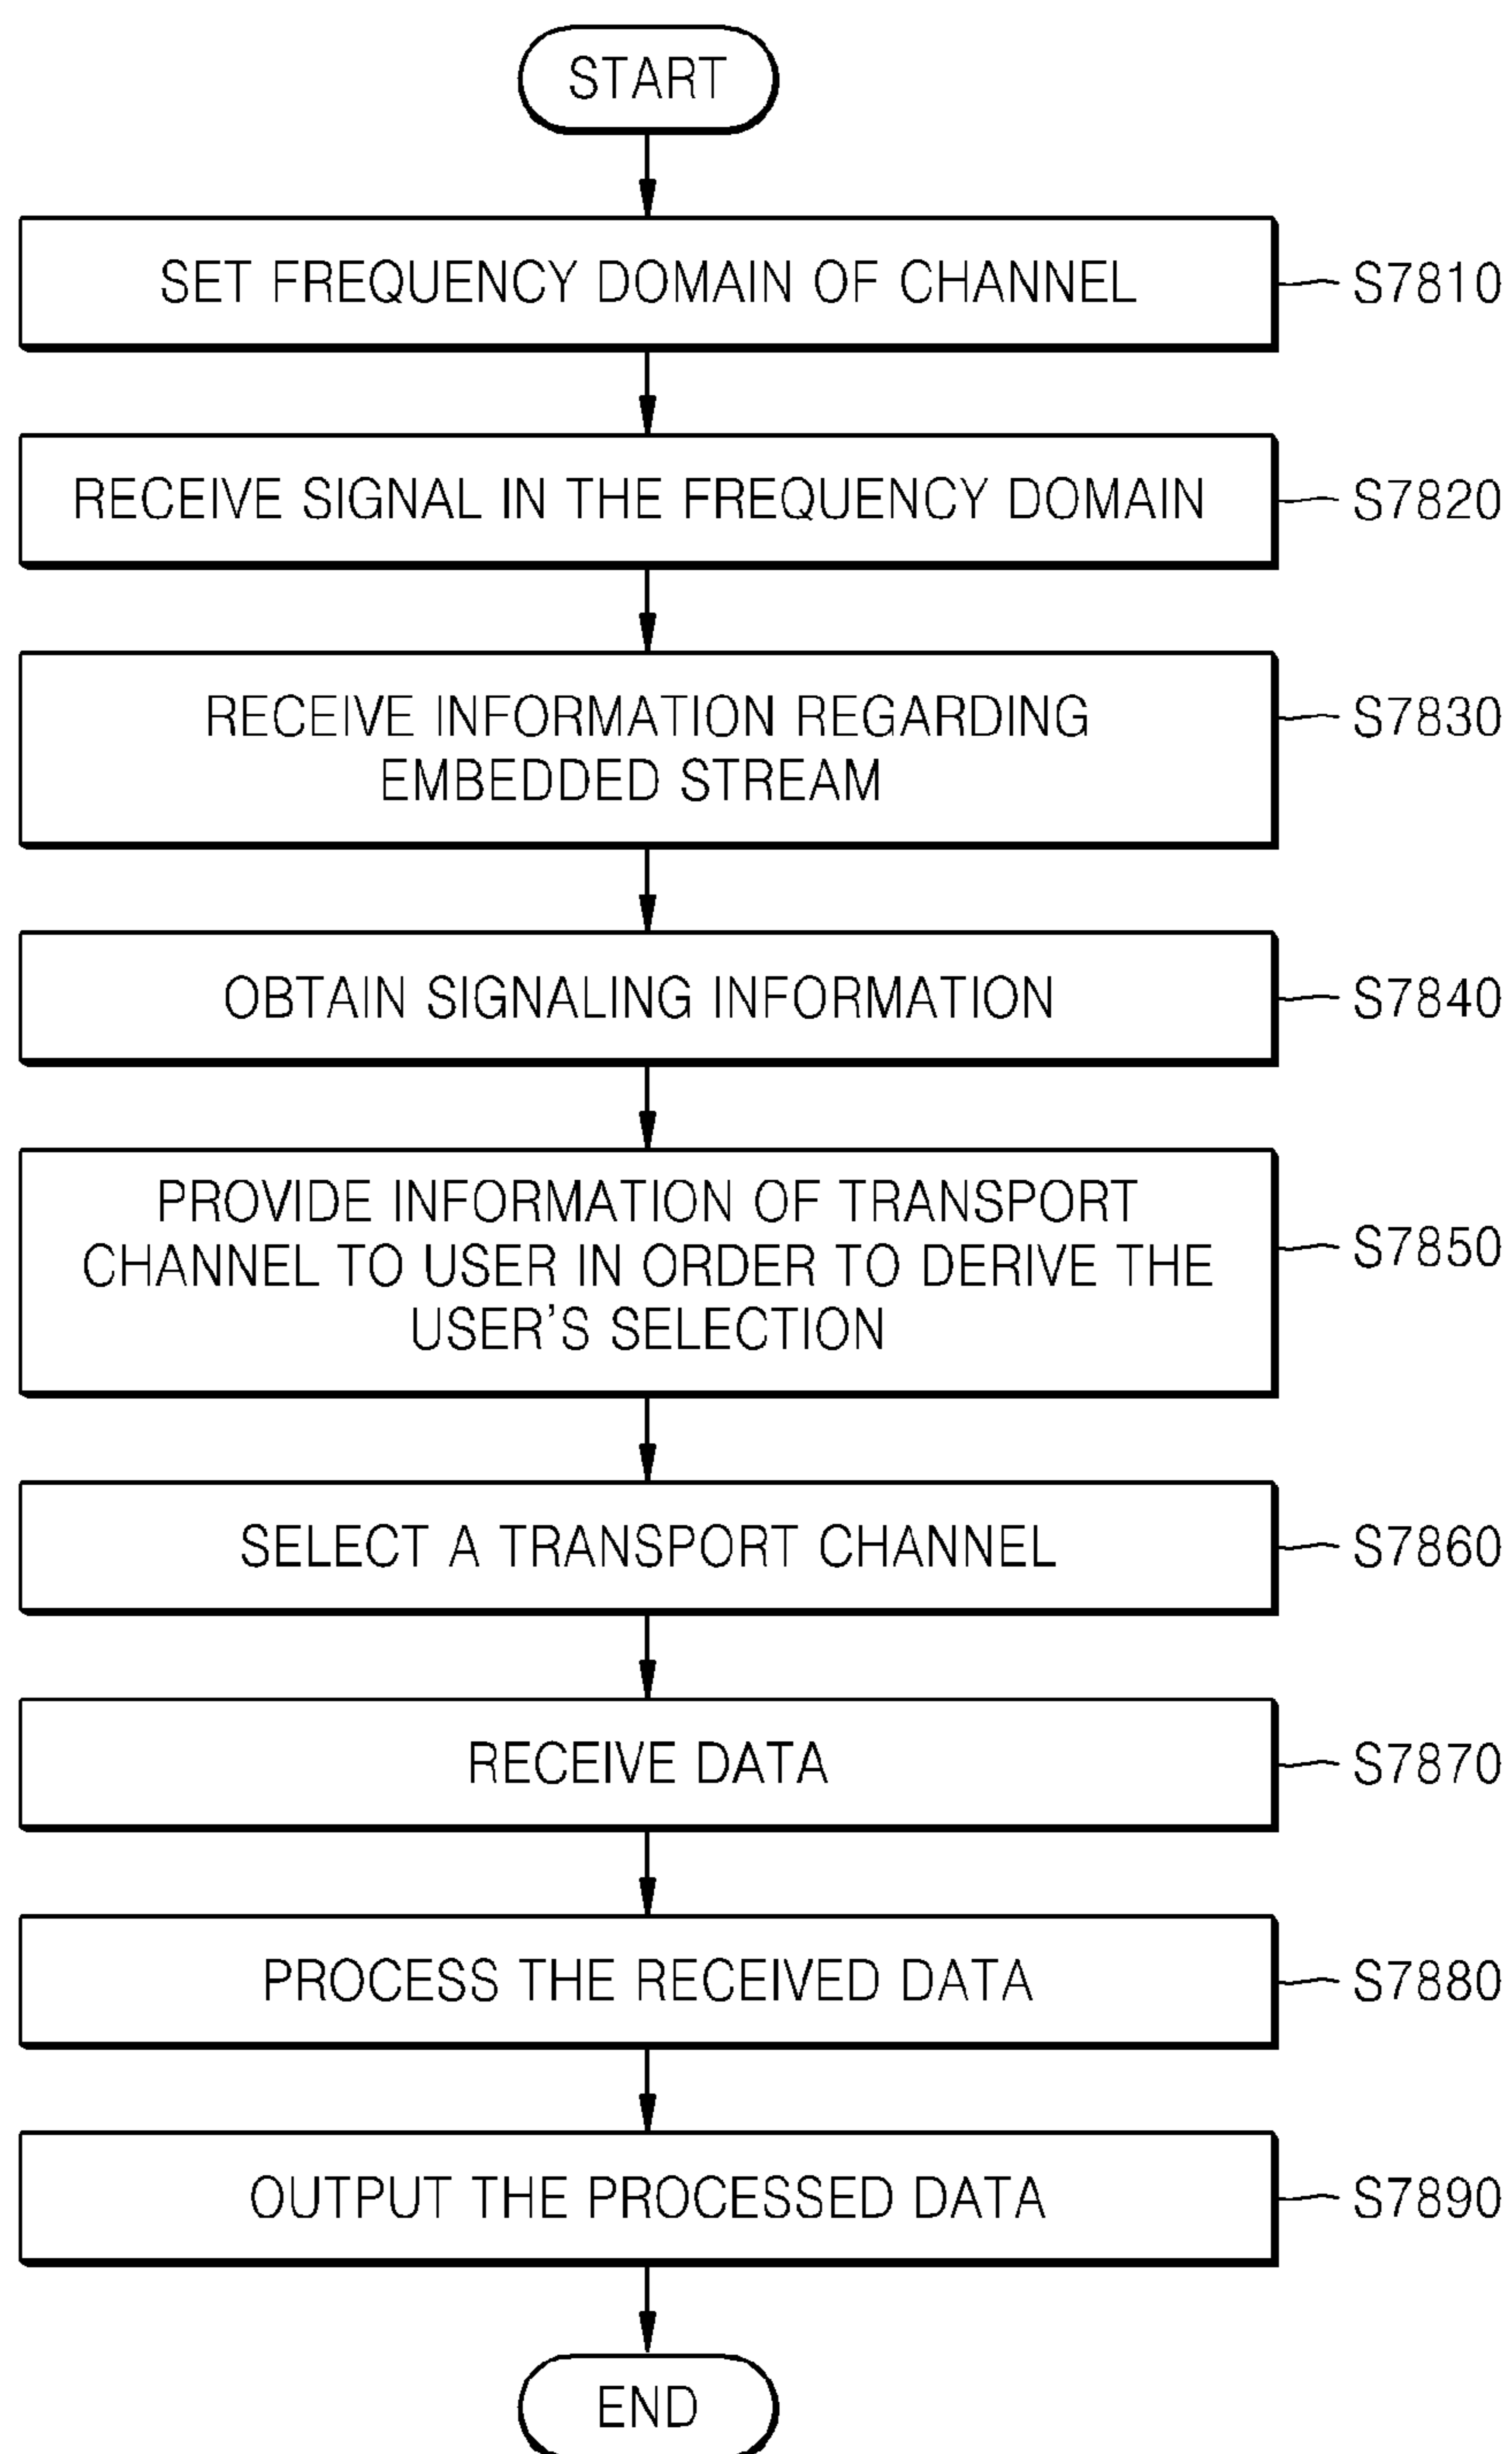 START
SET FREQUENCY DOMAIN OF CHANNEL
S7810
RECEIVE SIGNAL IN THE FREQUENCY DOMAIN
S7820
RECEIVE INFORMATION REGARDING
EMBEDDED STREAM
S7830
OBTAIN SIGNALING INFORMATION
S7840
PROVIDE INFORMATION OF TRANSPORT
CHANNEL TO USER IN ORDER TO DERIVE THE
USER'S SELECTION
S7850
SELECT A TRANSPORT CHANNEL
S7860
RECEIVE DATA
S7870
PROCESS THE RECEIVED DATA
S7880
OUTPUT THE PROCESSED DATA
S7890
END